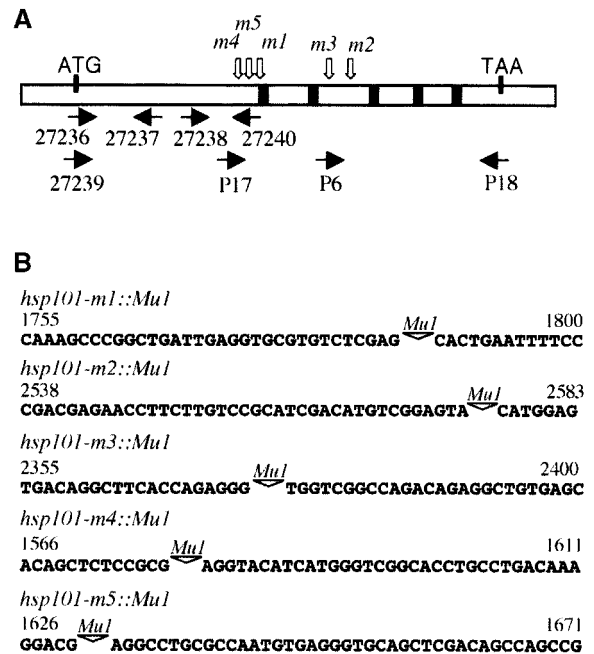 A
m5
m4 m1 m3 m2
ATG TAA
27236 27237 27238 27240
27239 P17 P6 P18
B
hsp101-m1::Mu1
1755 Mu1 1800
CAAAGCCCGGCTGATTGAGGTGCGTGTCTCGAG CACTGAATTTTCC
hsp101-m2::Mu1
2538 Mu1 2583
CGACGAGAACCTTCTTGTCCGCATCGACATGTCGGAGTA CATGGAG
hsp101-m3::Mu1
2355 Mu1 2400
TGACAGGCTTCACCAGAGGG TGGTCGGCCAGACAGAGGCTGTGAGC
hsp101-m4::Mu1
1566 Mu1 1611
ACAGCTCTCCGCG AGGTACATCATGGGTCGGCACCTGCCTGACAAA
hsp101-m5::Mu1
1626 Mu1 1671
GGACG AGGCCTGCGCCAATGTGAGGGTGCAGCTCGACAGCCAGCCG